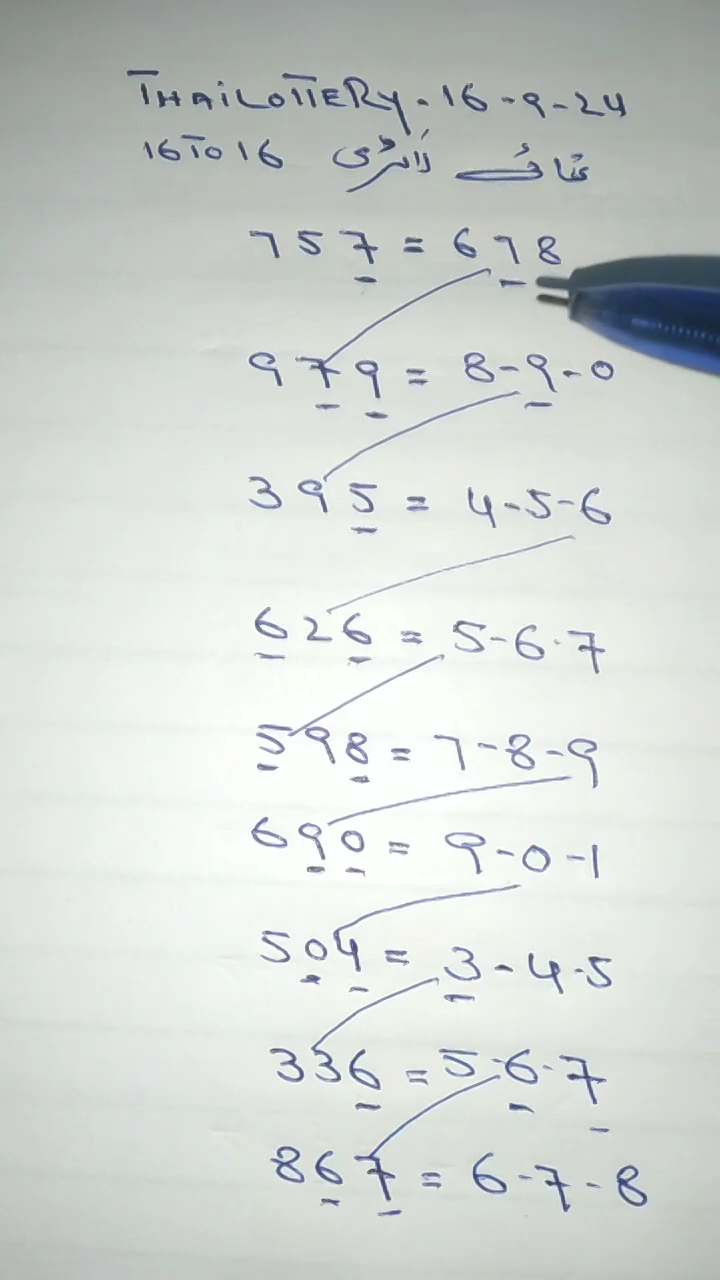 THAILOTTERY. 16-9-24
16TO16 تھائے لاٹری
757 = 678
979 = 8-9-0
395 = 4-5-6
626 = 5-6-7
598 = 7-8-9
690 = 9-0-1
504 = 3-4-5
336 = 5-6-7
867 = 6-7-8